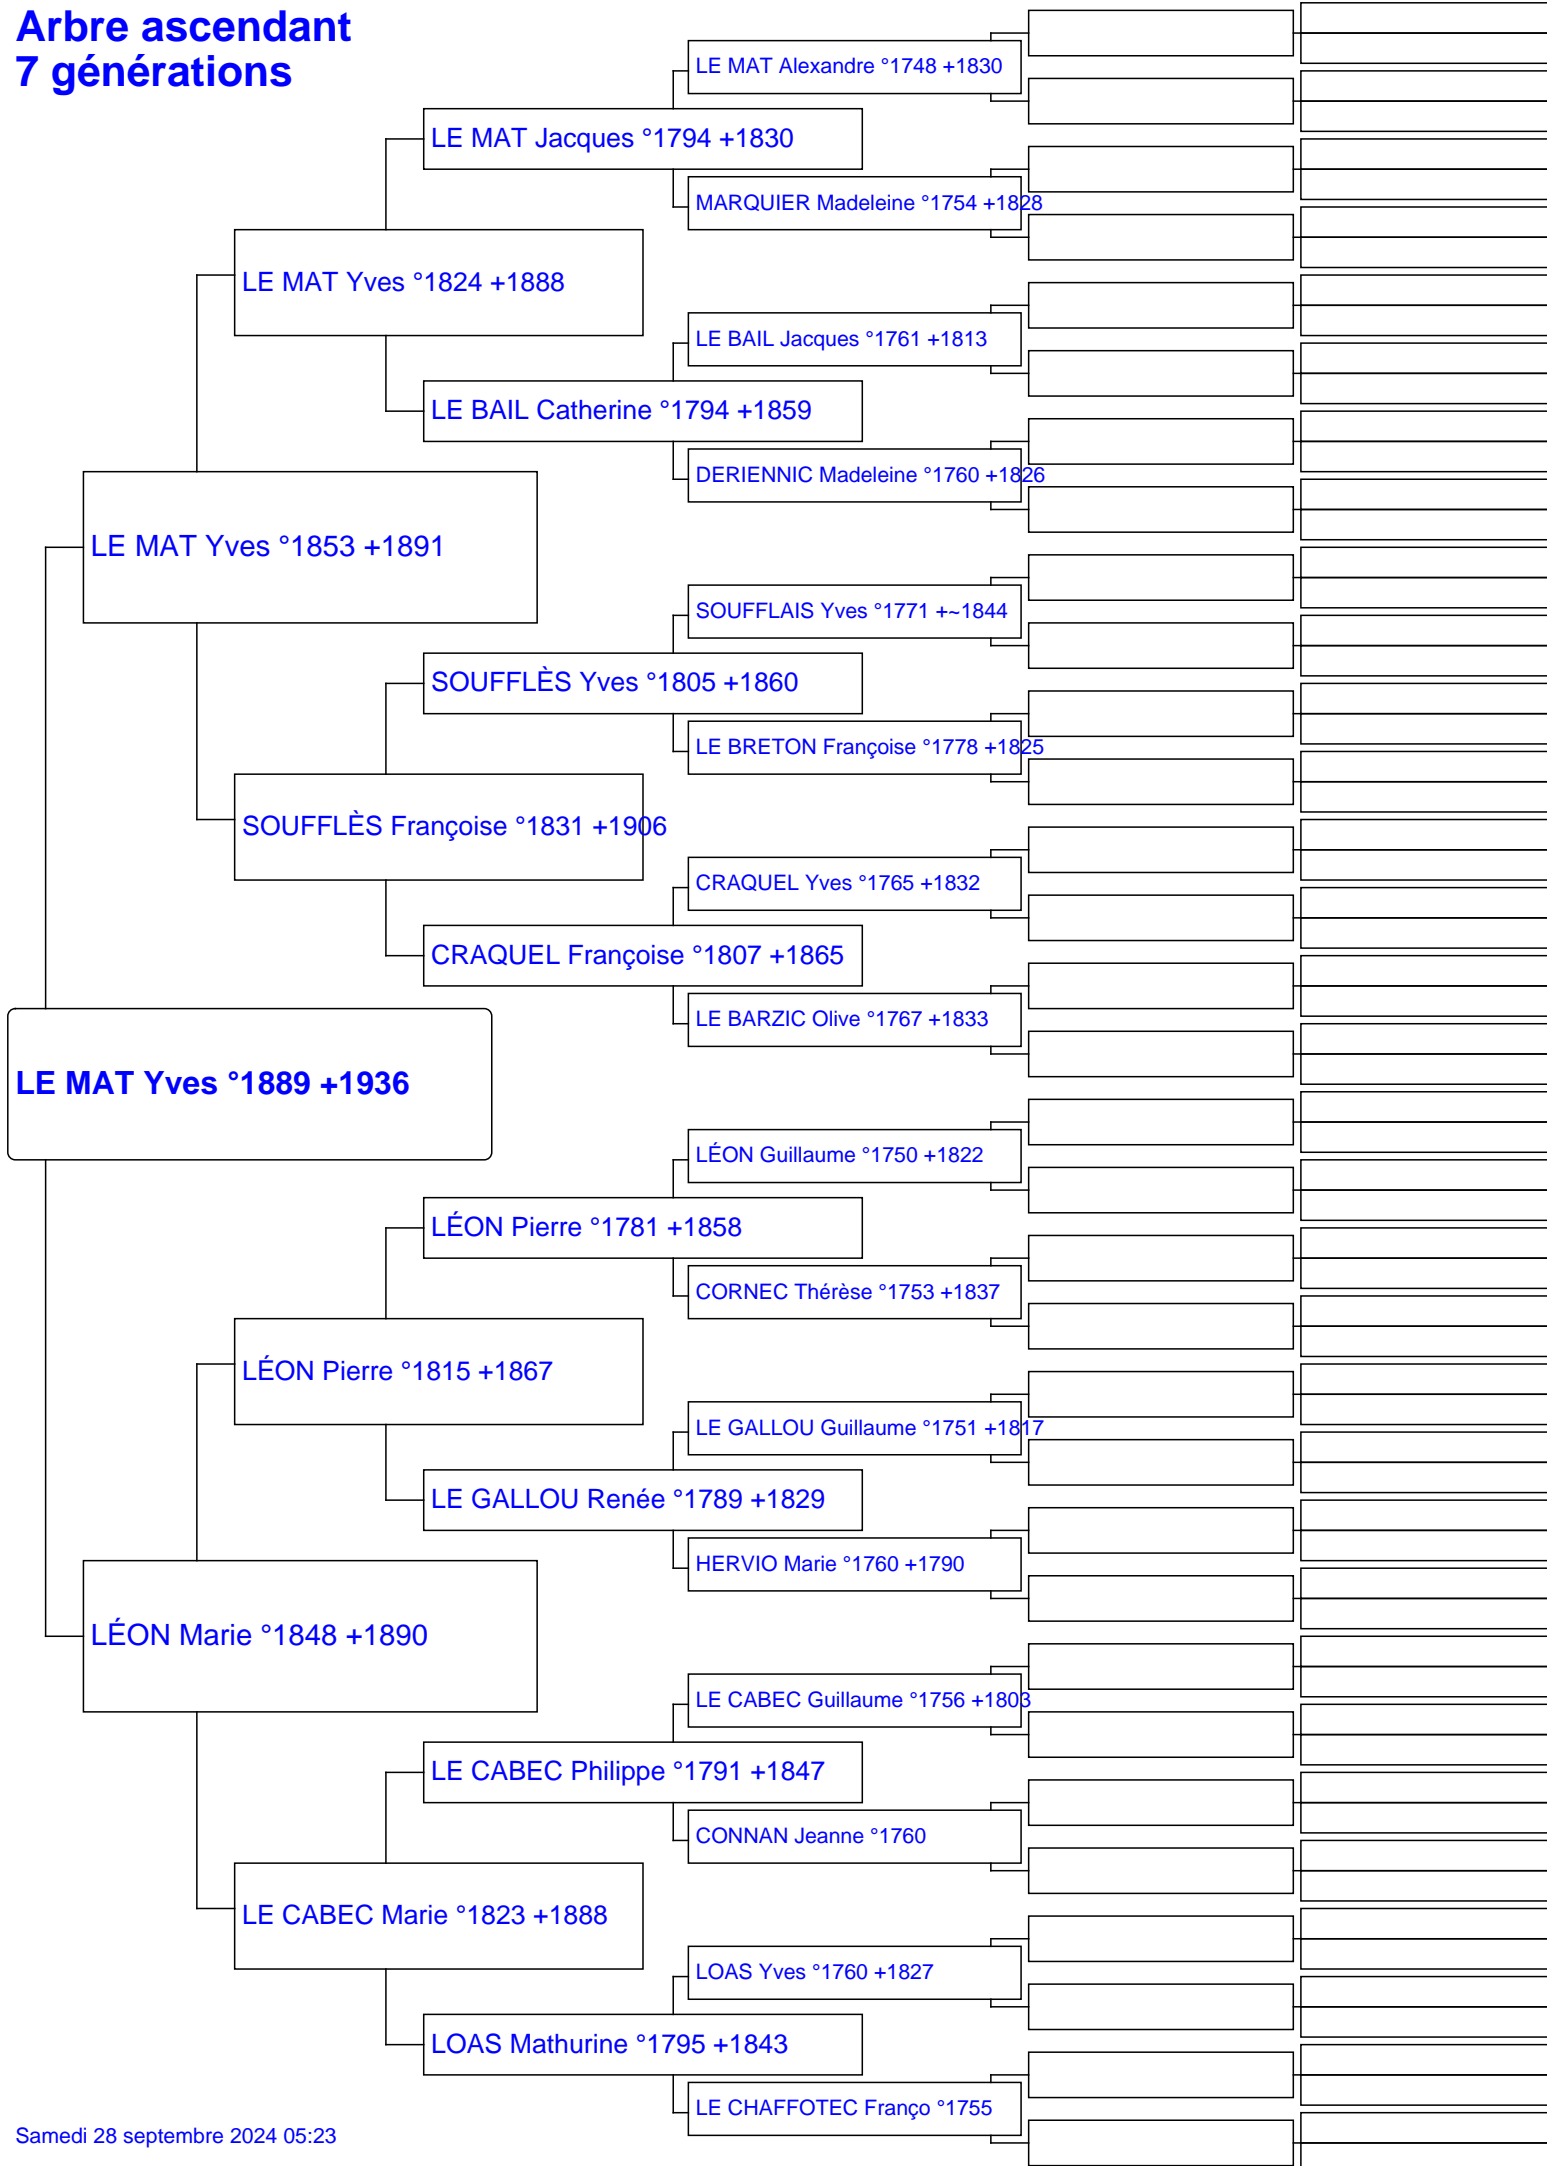 Arbre ascendant
7 générations
LE MAT Alexandre °1748 +1830
LE MAT Jacques °1794 +1830
MARQUIER Madeleine °1754 +1828
LE MAT Yves °1824 +1888
LE BAIL Jacques °1761 +1813
LE BAIL Catherine °1794 +1859
DERIENNIC Madeleine °1760 +1826
LE MAT Yves °1853 +1891
SOUFFLAIS Yves °1771 +~1844
SOUFFLÈS Yves °1805 +1860
LE BRETON Françoise °1778 +1825
SOUFFLÈS Françoise °1831 +1906
CRAQUEL Yves °1765 +1832
CRAQUEL Françoise °1807 +1865
LE BARZIC Olive °1767 +1833
LE MAT Yves °1889 +1936
LÉON Guillaume °1750 +1822
LÉON Pierre °1781 +1858
CORNEC Thérèse °1753 +1837
LÉON Pierre °1815 +1867
LE GALLOU Guillaume °1751 +1817
LE GALLOU Renée °1789 +1829
HERVIO Marie °1760 +1790
LÉON Marie °1848 +1890
LE CABEC Guillaume °1756 +1803
LE CABEC Philippe °1791 +1847
CONNAN Jeanne °1760
LE CABEC Marie °1823 +1888
LOAS Yves °1760 +1827
LOAS Mathurine °1795 +1843
LE CHAFFOTEC Franço °1755
Samedi 28 septembre 2024 05:23